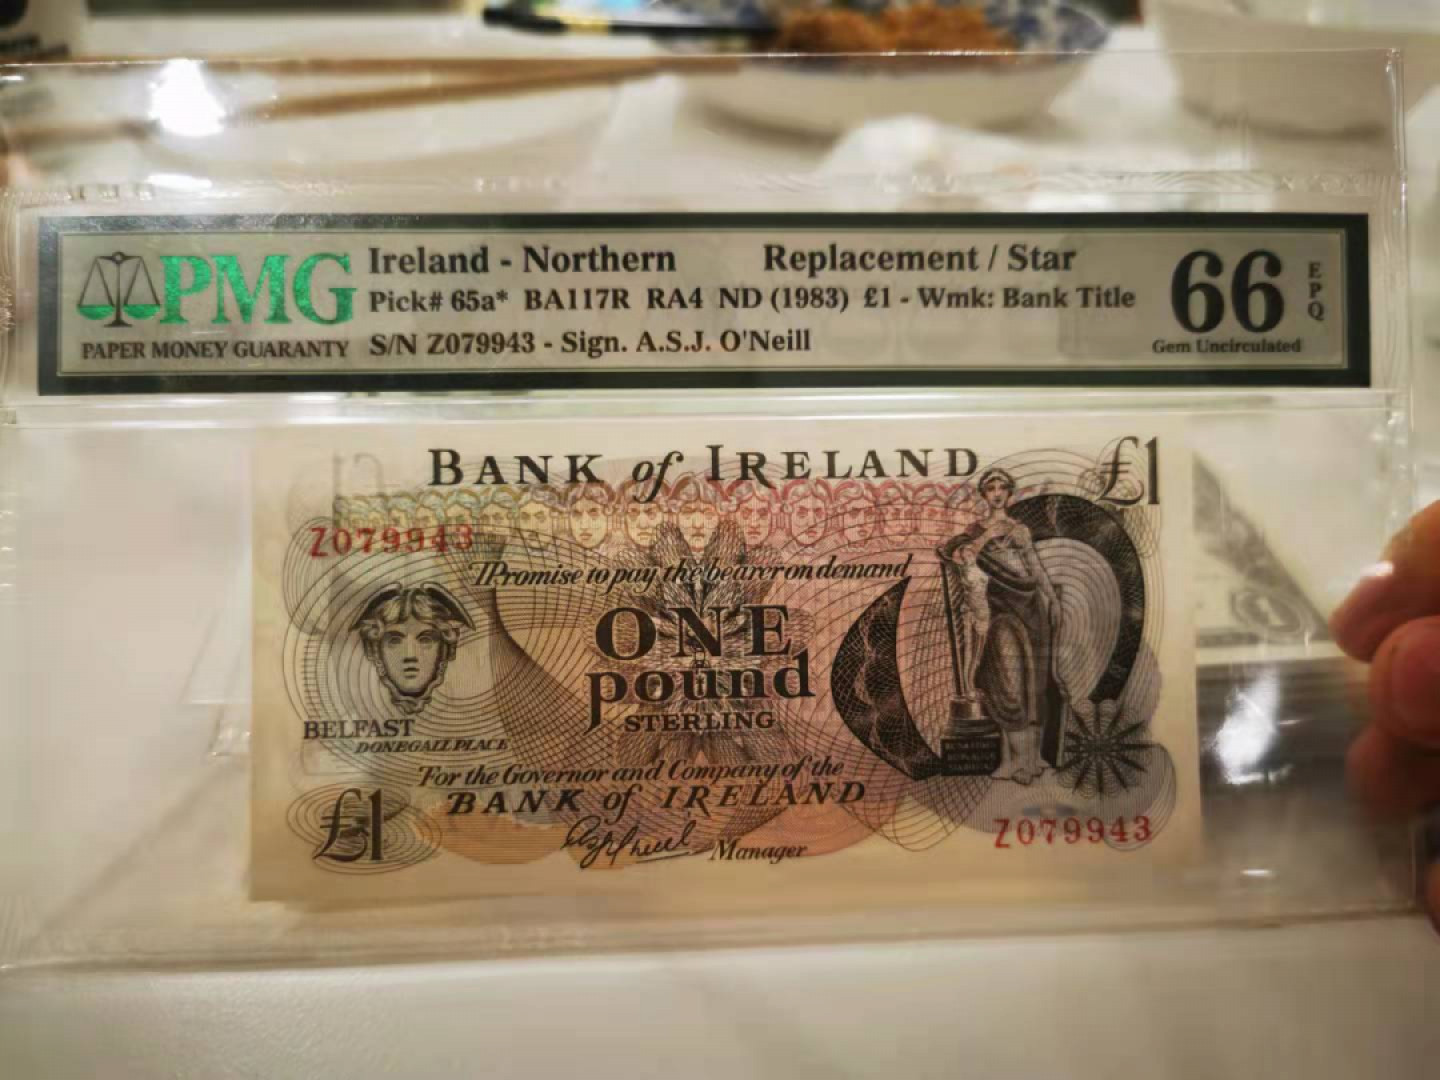 PMG
PAPER MONEY GUARANTY
Ireland - Northern Replacement / Star
Pick# 65a* BA117R RA4 ND (1983) £1 - Wmk: Bank Title
S/N Z079943 - Sign. A.S.J. O'Neill
66
EPQ
Gem Uncirculated
BANK of IRELAND
£1
Z079943
I Promise to pay the bearer on demand
ONE
pound
STERLING
BELFAST
DONEGALL PLACE
For the Governor and Company of the
BANK of IRELAND
£1
Manager
Z079943